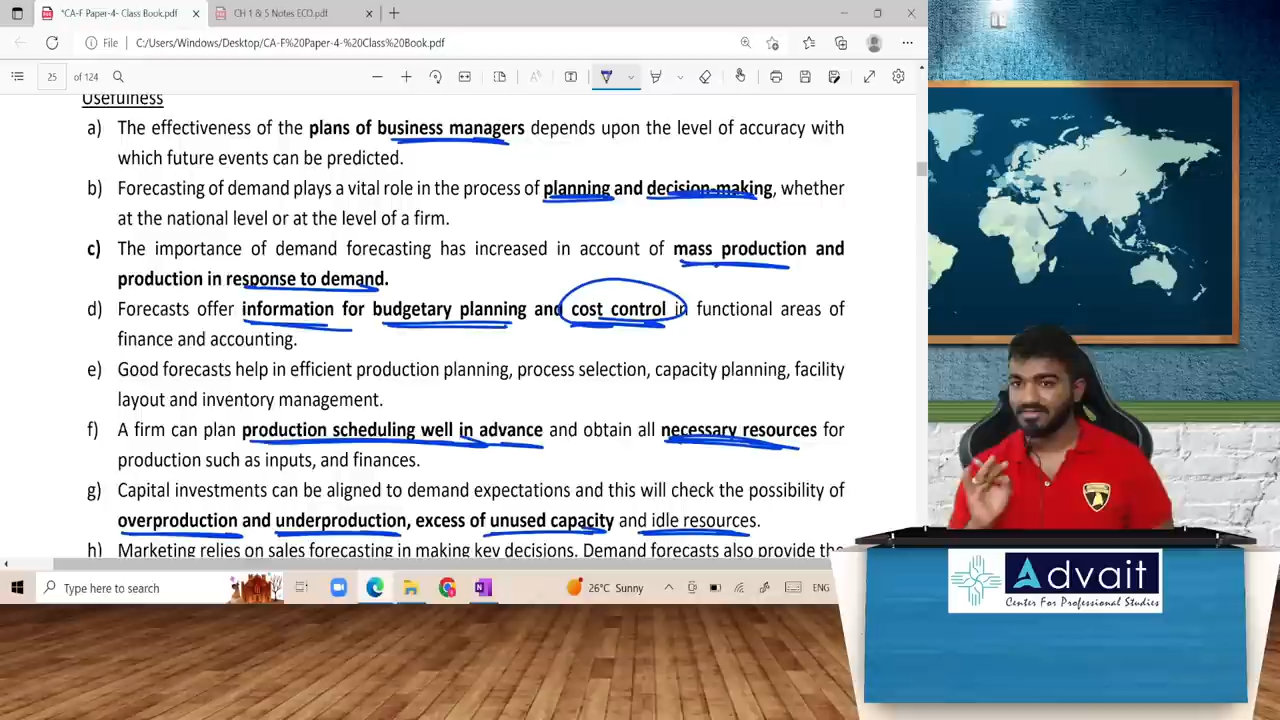 *CA-F Paper-4- Class Book.pdf
CH 1 & 5 Notes ECO.pdf
File
C:/Users/Windows/Desktop/CA-F%20Paper-4-%20Class%20Book.pdf
25 of 124
Usefulness
a) The effectiveness of the plans of business managers depends upon the level of accuracy with
which future events can be predicted.
b) Forecasting of demand plays a vital role in the process of planning and decision-making, whether
at the national level or at the level of a firm.
c) The importance of demand forecasting has increased in account of mass production and
production in response to demand.
d) Forecasts offer information for budgetary planning and cost control in functional areas of
finance and accounting.
e) Good forecasts help in efficient production planning, process selection, capacity planning, facility
layout and inventory management.
f) A firm can plan production scheduling well in advance and obtain all necessary resources for
production such as inputs, and finances.
g) Capital investments can be aligned to demand expectations and this will check the possibility of
overproduction and underproduction, excess of unused capacity and idle resources.
h) Marketing relies on sales forecasting in making key decisions. Demand forecasts also provide the
Type here to search
26°C Sunny
ENG
Advait
Center For Professional Studies